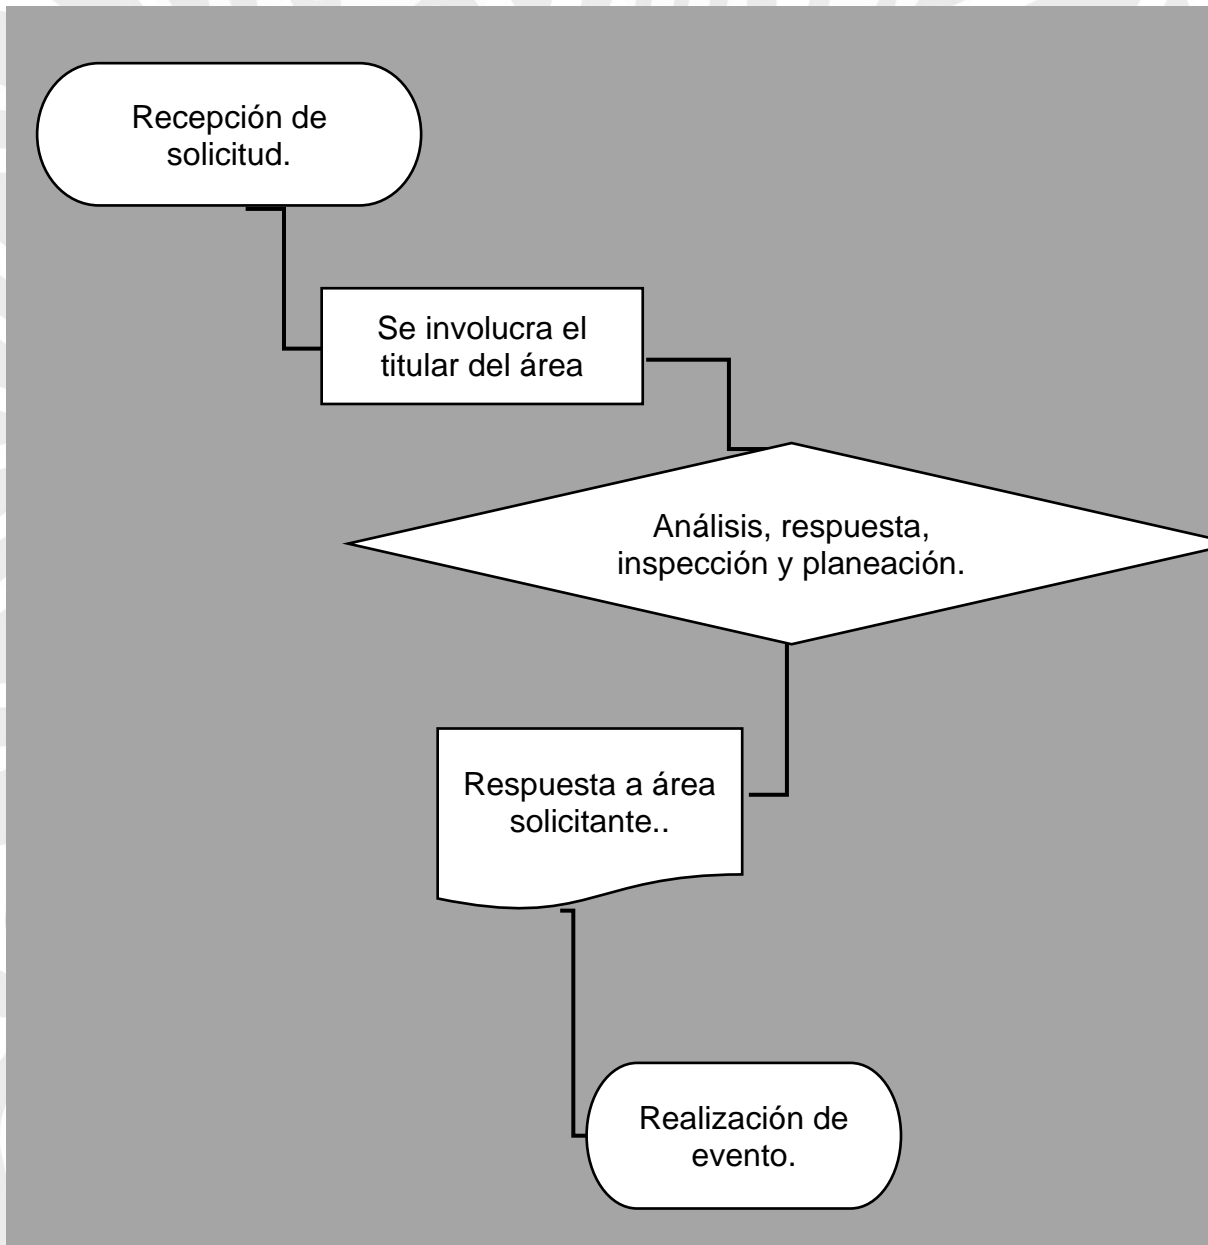 Recepción de
solicitud.
Se involucra el
titular del área
Análisis, respuesta,
inspección y planeación.
Respuesta a área
solicitante..
Realización de
evento.